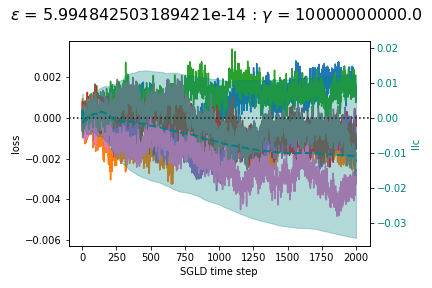 ε = 5.994842503189421e-14 : γ = 10000000000.0
0.002
0.000
−0.002
−0.004
−0.006
loss
0.02
0.01
0.00
−0.01
−0.02
−0.03
llc
0 250 500 750 1000 1250 1500 1750 2000
SGLD time step